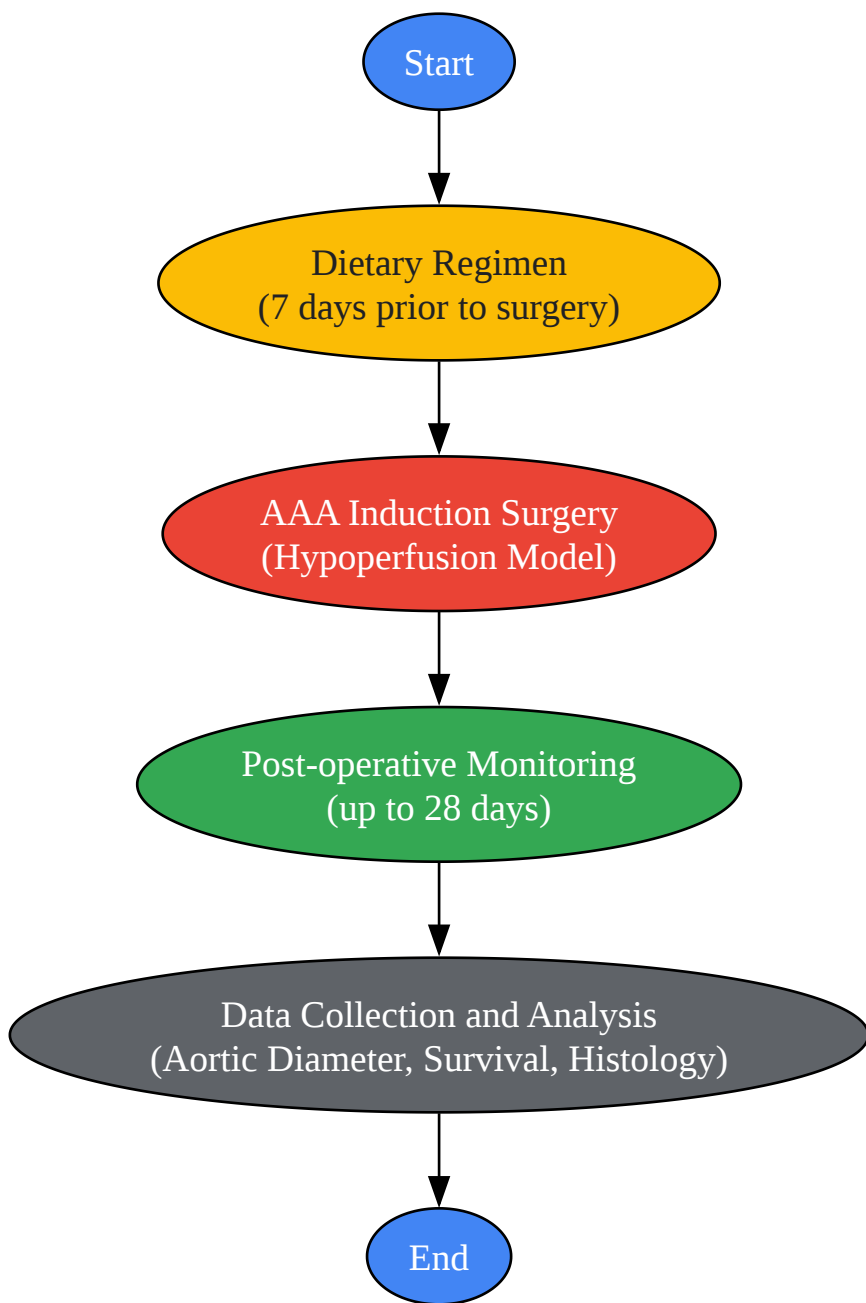 Start
Dietary Regimen
(7 days prior to surgery)
AAA Induction Surgery
(Hypoperfusion Model)
Post-operative Monitoring
(up to 28 days)
Data Collection and Analysis
(Aortic Diameter, Survival, Histology)
End